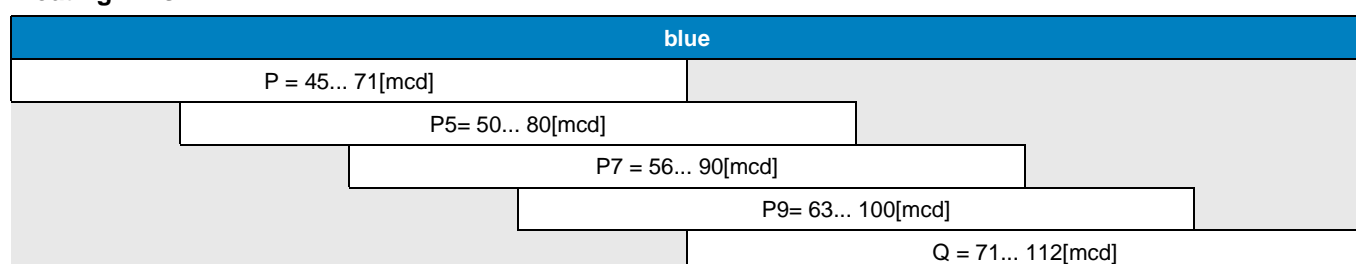 blue
P = 45... 71[mcd]
P5= 50... 80[mcd]
P7 = 56... 90[mcd]
P9= 63... 100[mcd]
Q = 71... 112[mcd]